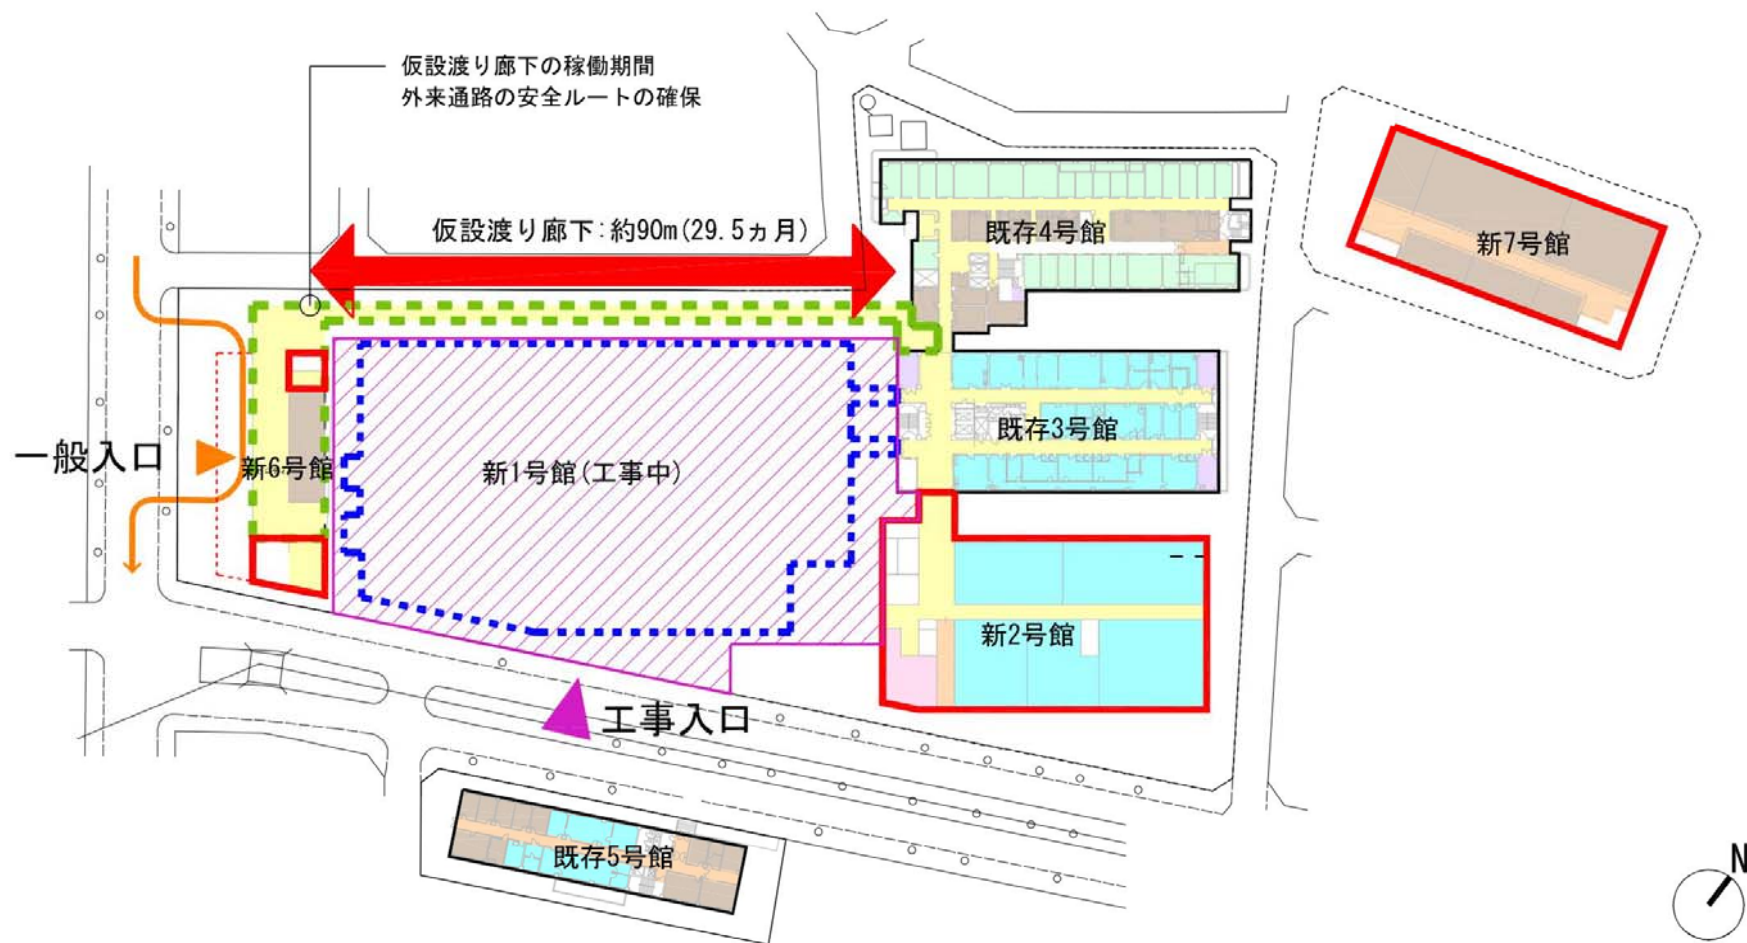 仮設渡り廊下の稼働期間
外来通路の安全ルートの確保
仮設渡り廊下:約90m(29.5ヵ月)
既存4号館
新7号館
既存3号館
一般入口
新6号館
新1号館(工事中)
新2号館
工事入口
既存5号館
N